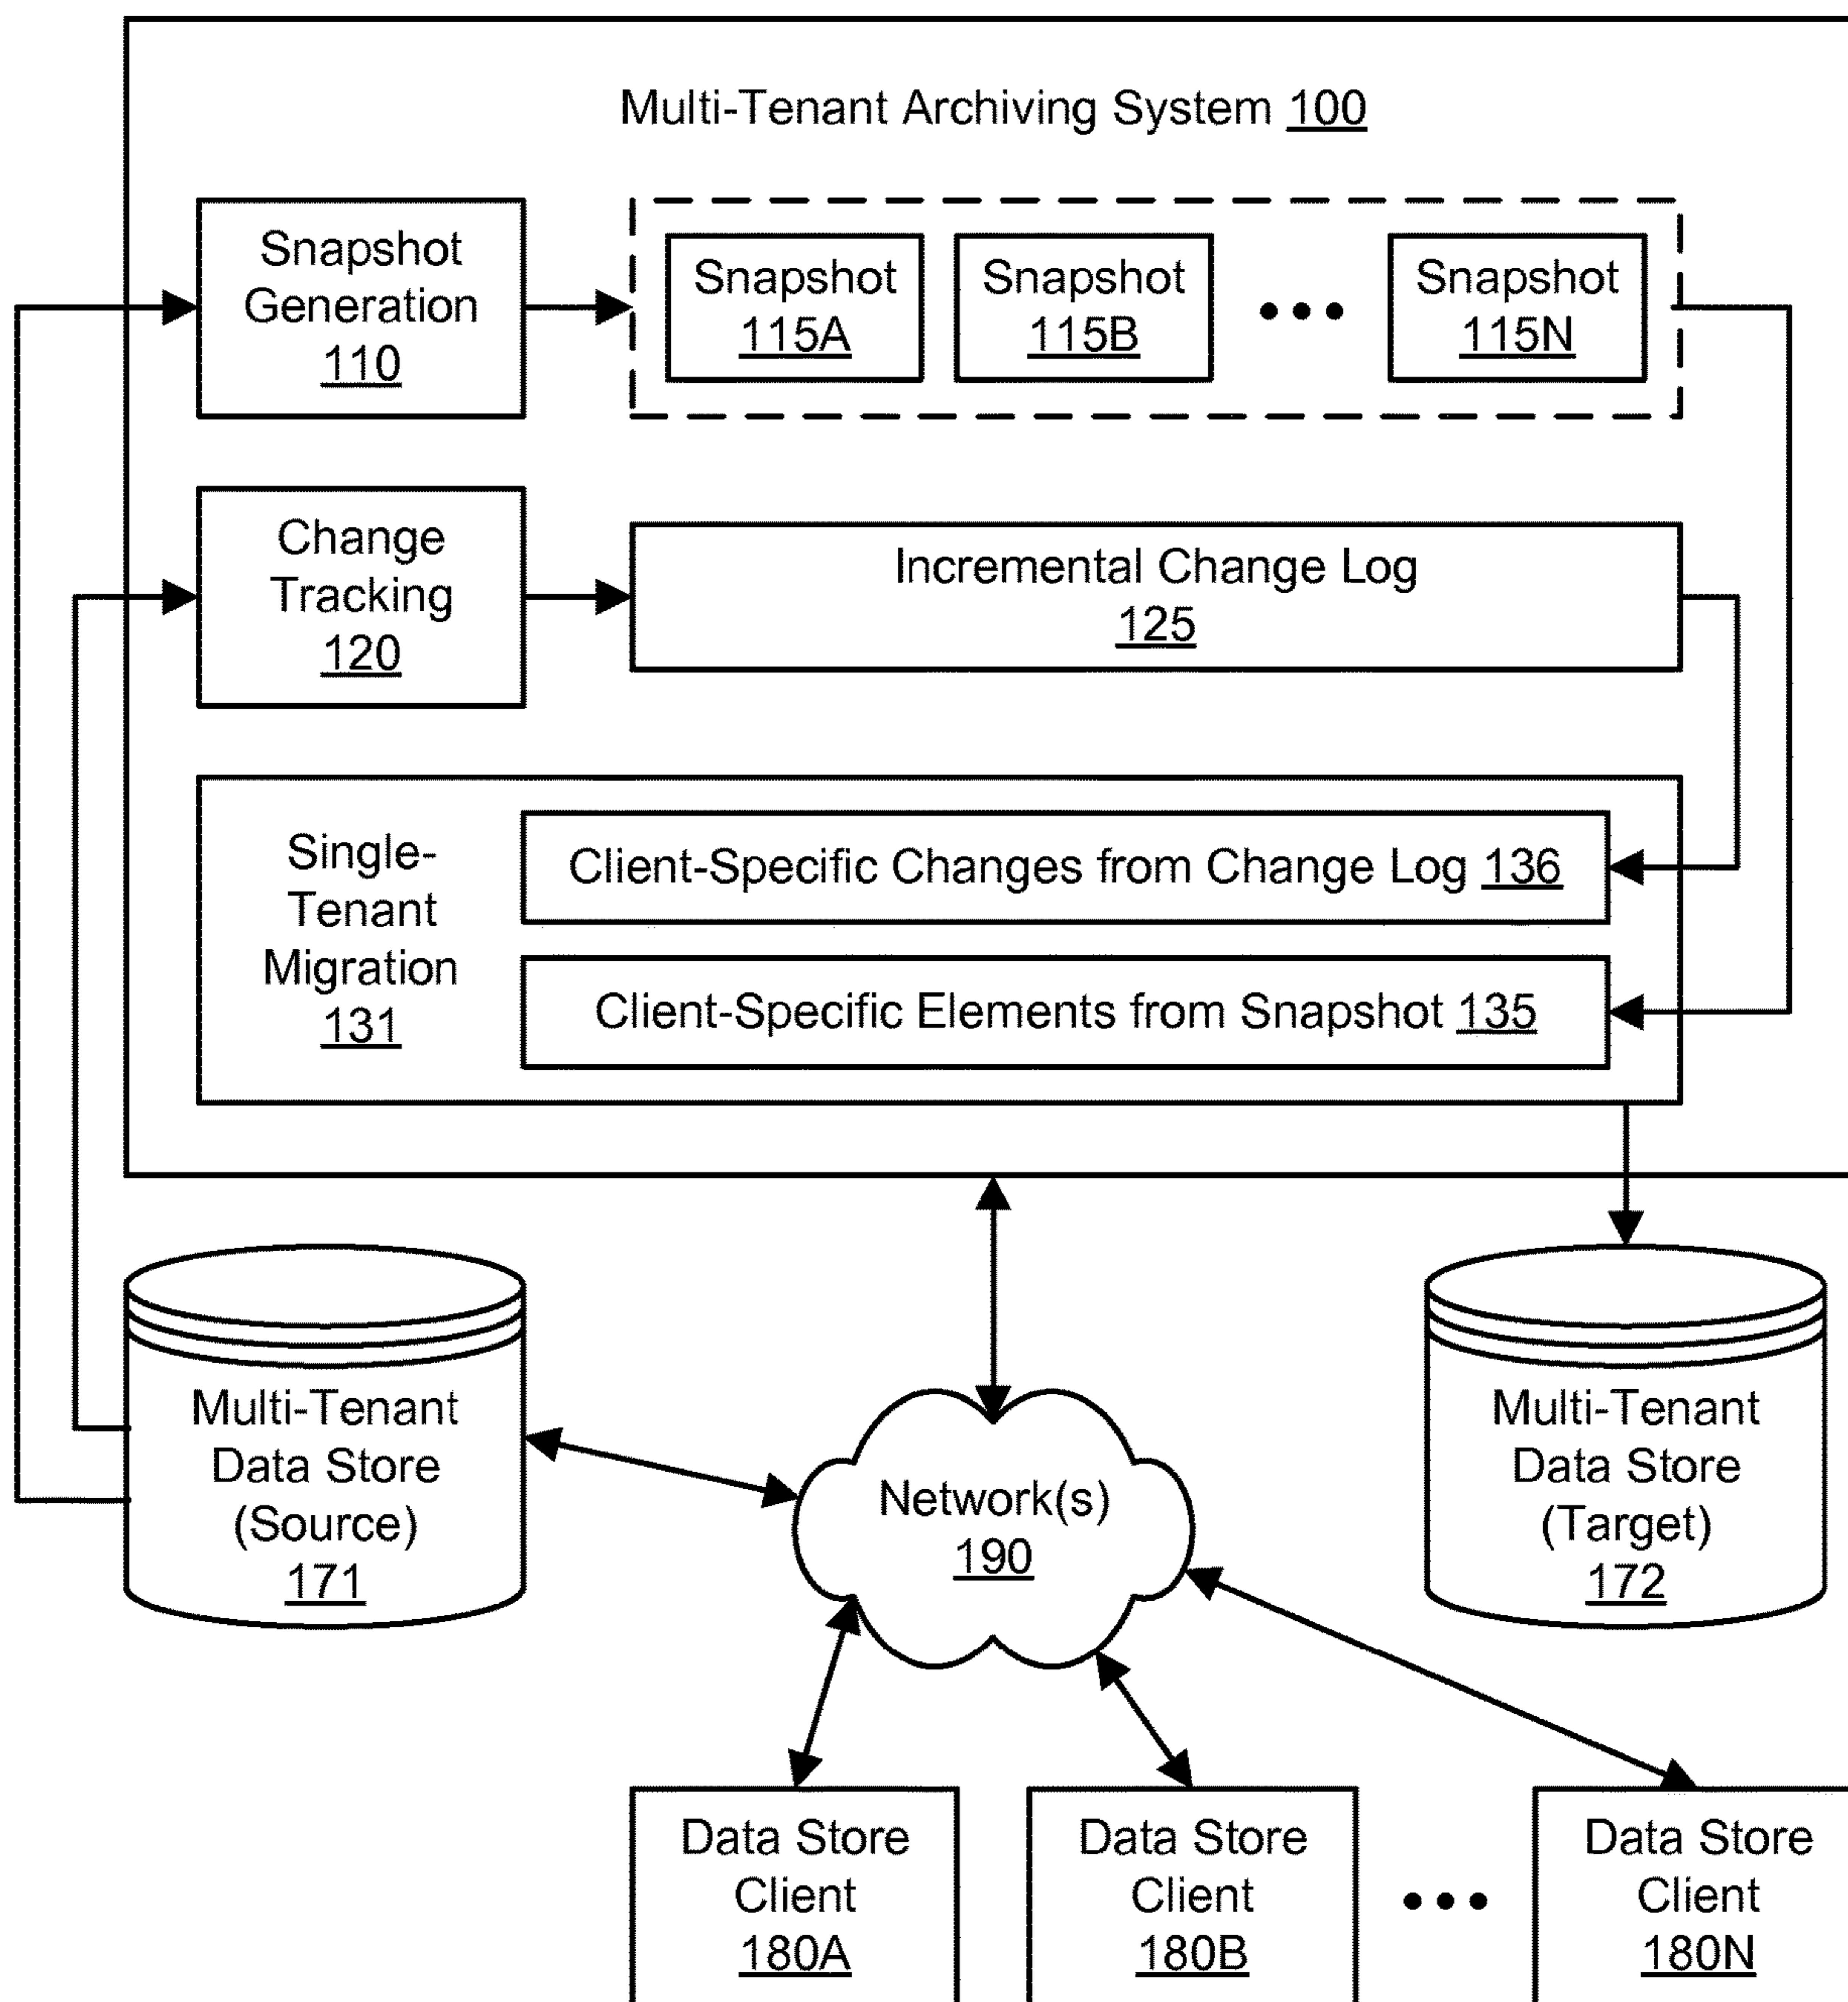 Multi-Tenant Archiving System 100
Snapshot
Generation
110
Snapshot
115A
Snapshot
115B
Snapshot
115N
Change
Tracking
120
Incremental Change Log
125
Single-
Tenant
Migration
131
Client-Specific Changes from Change Log 136
Client-Specific Elements from Snapshot 135
Multi-Tenant
Data Store
(Source)
171
Network(s)
190
Multi-Tenant
Data Store
(Target)
172
Data Store
Client
180A
Data Store
Client
180B
Data Store
Client
180N